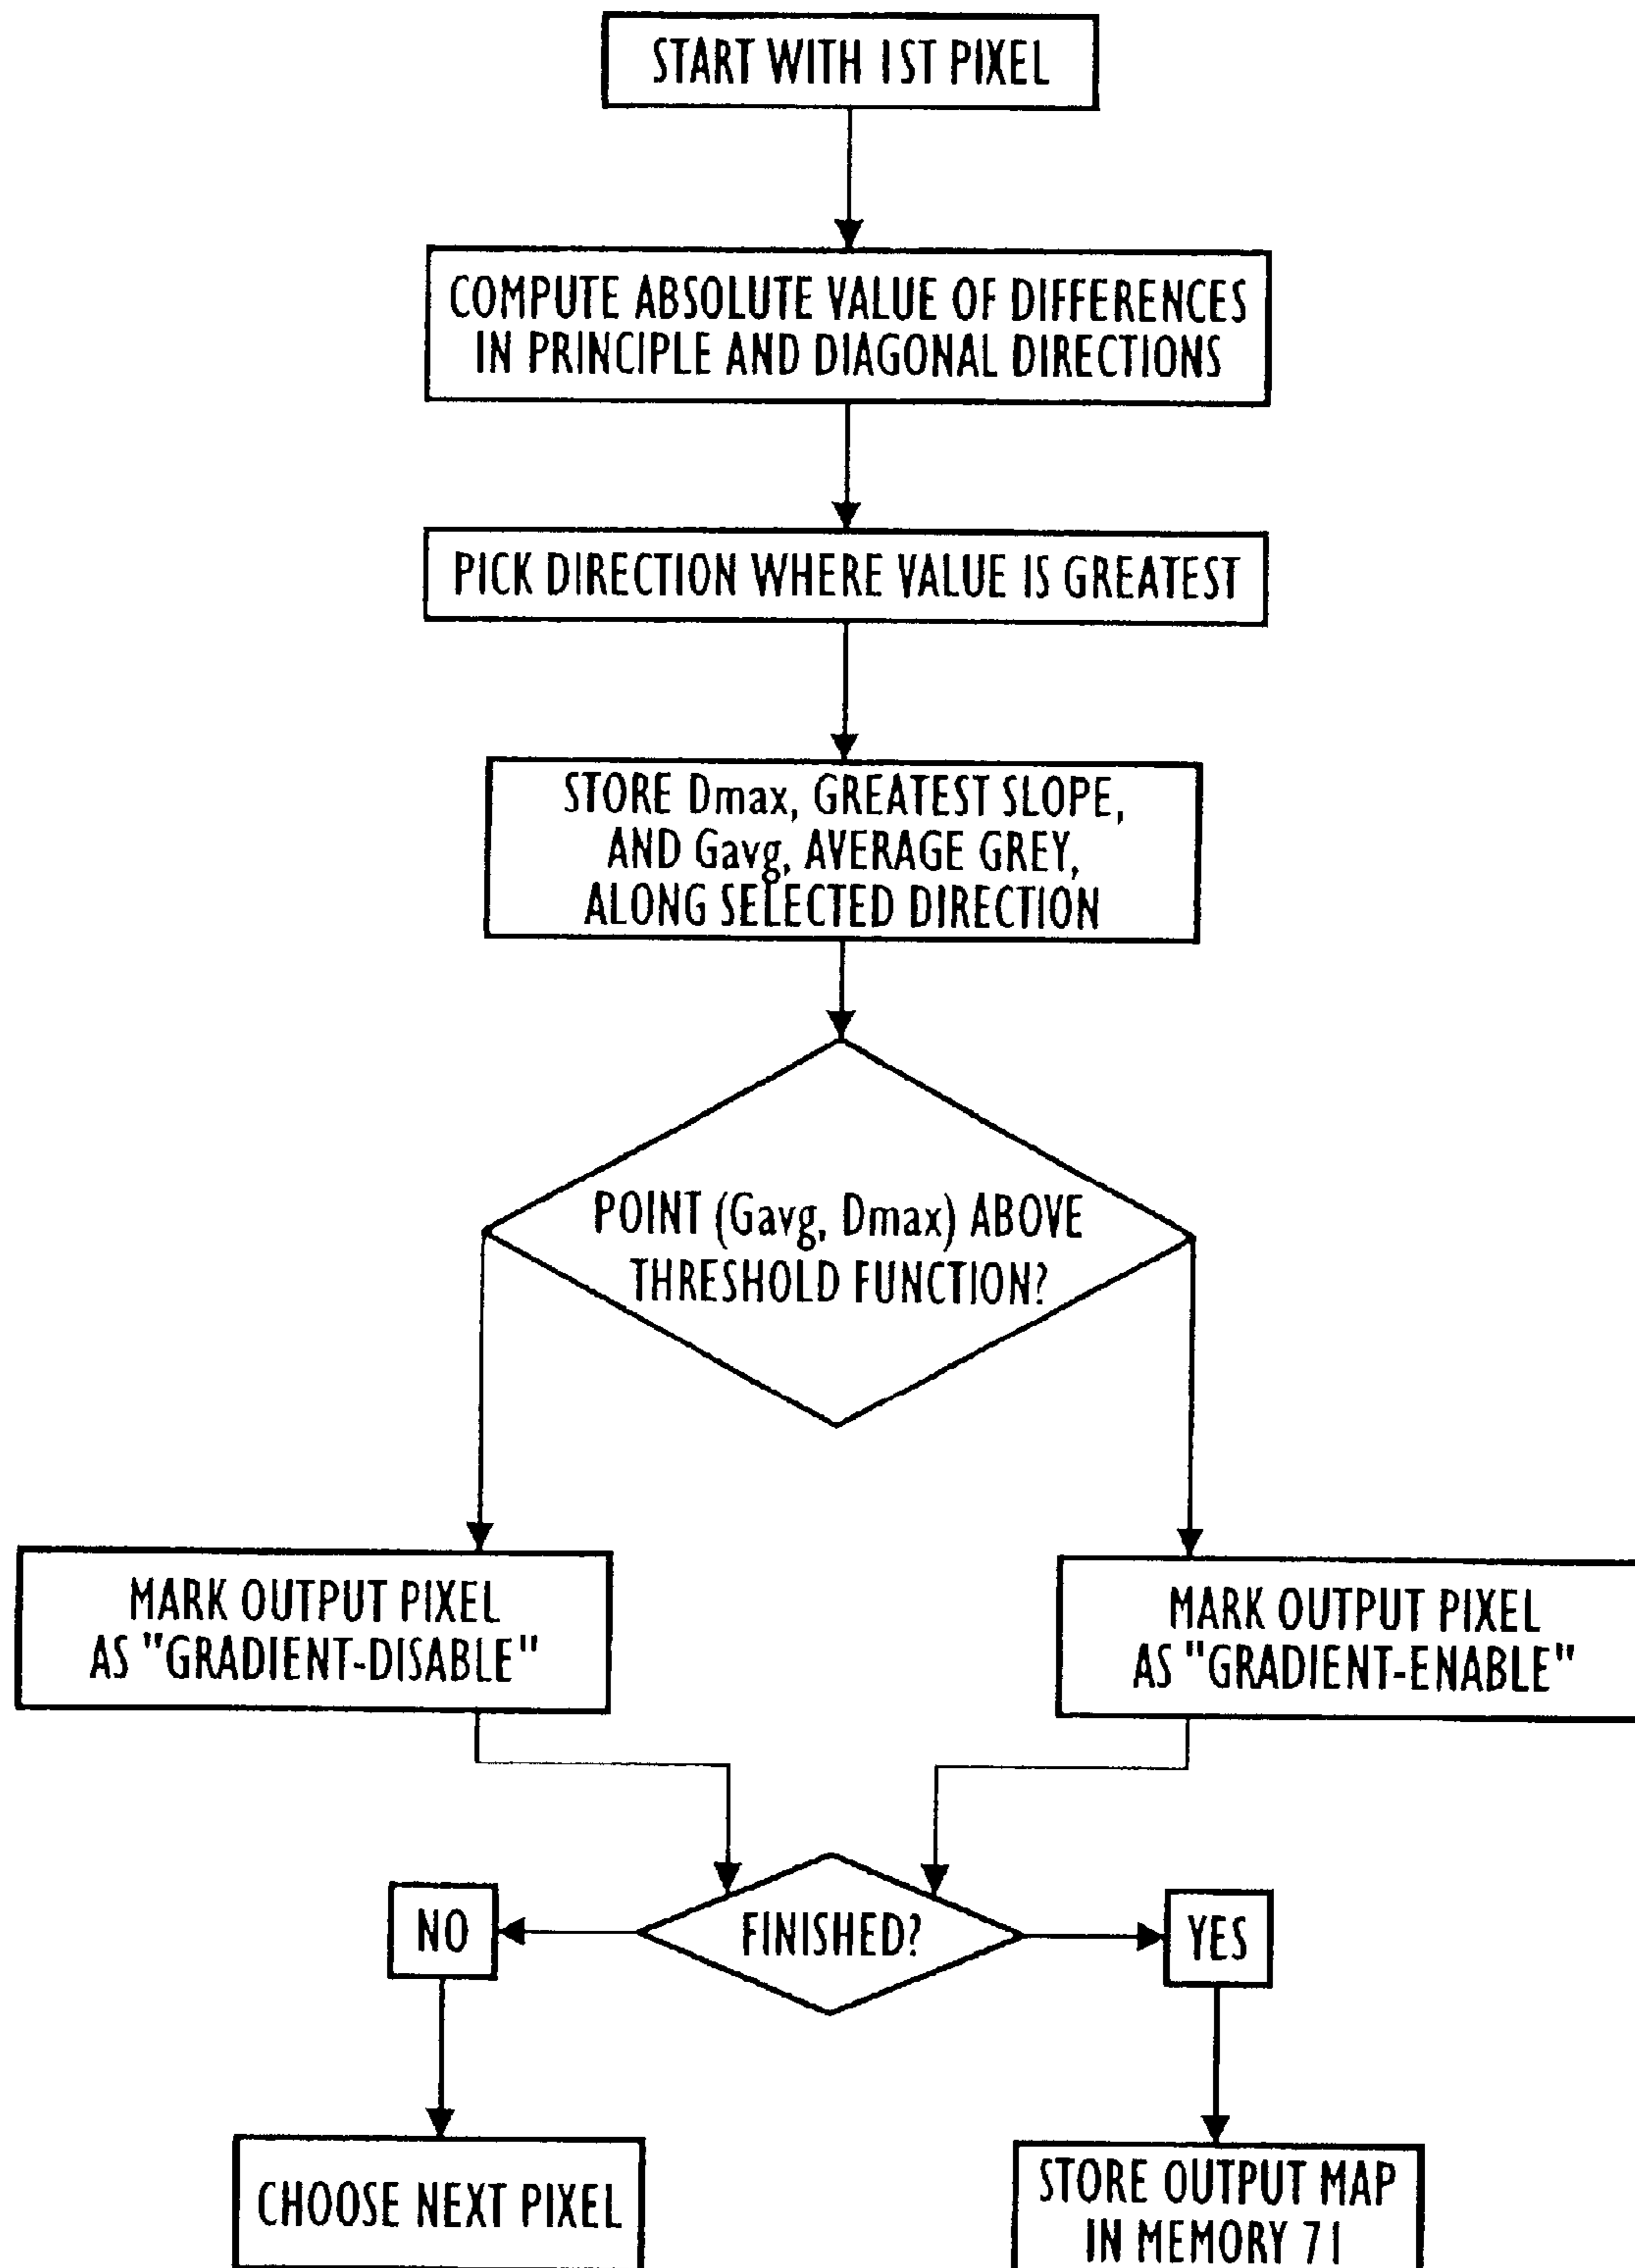 START WITH 1ST PIXEL
COMPUTE ABSOLUTE VALUE OF DIFFERENCES
IN PRINCIPLE AND DIAGONAL DIRECTIONS
PICK DIRECTION WHERE VALUE IS GREATEST
STORE Dmax, GREATEST SLOPE,
AND Gavg, AVERAGE GREY,
ALONG SELECTED DIRECTION
POINT (Gavg, Dmax) ABOVE
THRESHOLD FUNCTION?
MARK OUTPUT PIXEL
AS "GRADIENT-DISABLE"
MARK OUTPUT PIXEL
AS "GRADIENT-ENABLE"
NO
FINISHED?
YES
CHOOSE NEXT PIXEL
STORE OUTPUT MAP
IN MEMORY 71